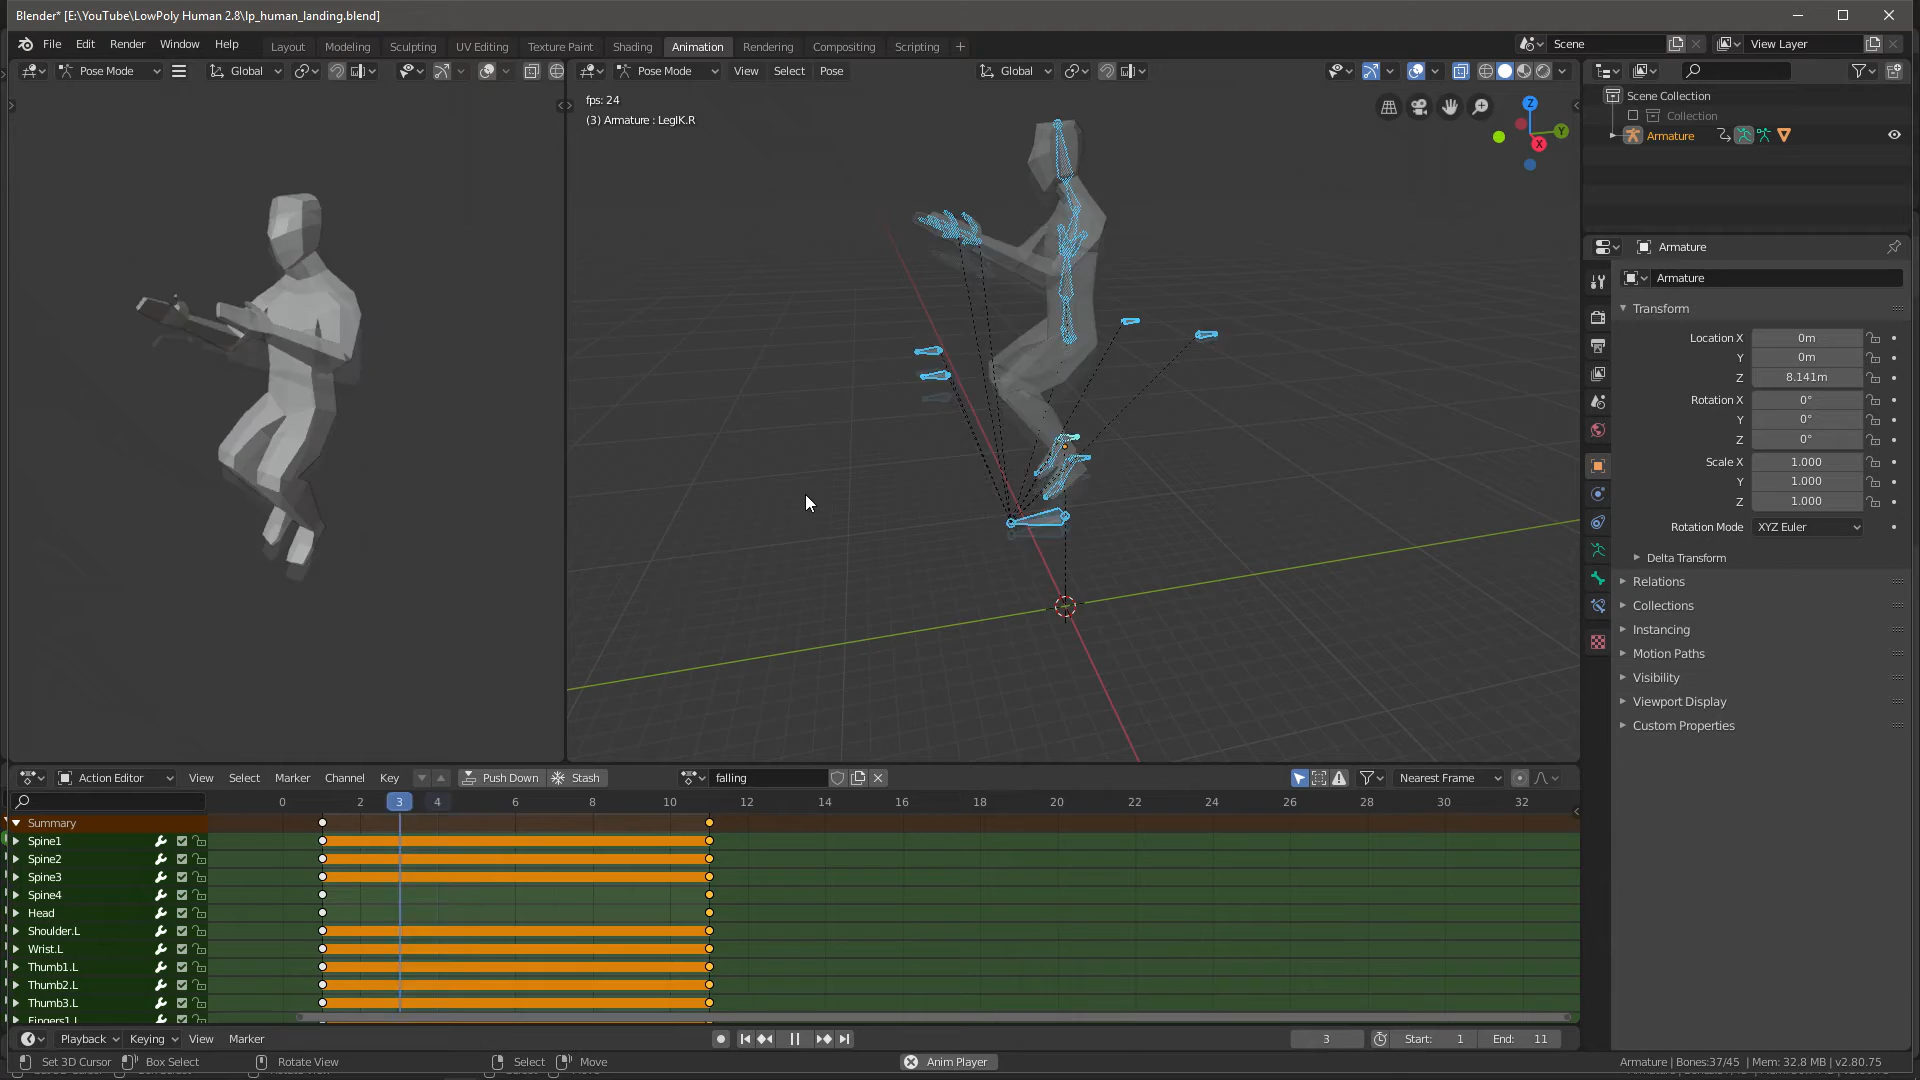 Blender* [E:\YouTube\LowPoly Human 2.8\lp_human_landing.blend]
File Edit Render Window Help Layout Modeling Sculpting UV Editing Texture Paint Shading Animation Rendering Compositing Scripting + Scene View Layer
Pose Mode Global Pose Mode View Select Pose Global
fps: 24
(3) Armature : LegIK.R
Z
Y
X
Scene Collection
Collection
Armature
Armature
Armature
Transform
Location X 0m
Y 0m
Z 8.141m
Rotation X 0°
Y 0°
Z 0°
Scale X 1.000
Y 1.000
Z 1.000
Rotation Mode XYZ Euler
Delta Transform
Relations
Collections
Instancing
Motion Paths
Visibility
Viewport Display
Custom Properties
Action Editor View Select Marker Channel Key Push Down Stash falling Nearest Frame
0 2 3 4 6 8 10 12 14 16 18 20 22 24 26 28 30 32
Summary
Spine1
Spine2
Spine3
Spine4
Head
Shoulder.L
Wrist.L
Thumb1.L
Thumb2.L
Thumb3.L
Fingers1.L
Playback Keying View Marker 3 Start: 1 End: 11
Set 3D Cursor Box Select Rotate View Select Move Anim Player Armature | Bones:37/45 | Mem: 32.8 MB | v2.80.75